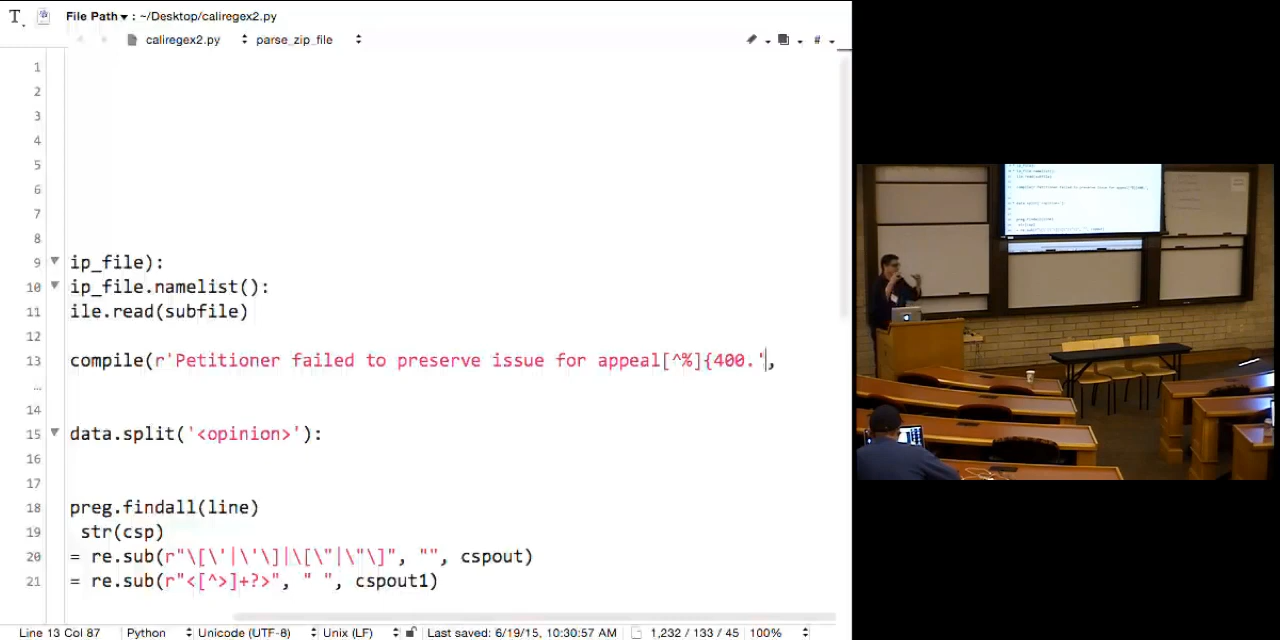 File Path ▾ : ~/Desktop/caliregex2.py
caliregex2.py parse_zip_file #
1
2
3
4
5
6
7
8
9 ip_file):
10 ip_file.namelist():
11 ile.read(subfile)
12
13 compile(r'Petitioner failed to preserve issue for appeal[^%]{400.',
...
14
15 data.split('<opinion>'):
16
17
18 preg.findall(line)
19 str(csp)
20 = re.sub(r"\[\'|\'\]|\[\"|\"\]", "", cspout)
21 = re.sub(r"<[^>]+?>", " ", cspout1)
Line 13 Col 87 Python Unicode (UTF-8) Unix (LF) Last saved: 6/19/15, 10:30:57 AM 1,232 / 133 / 45 100%